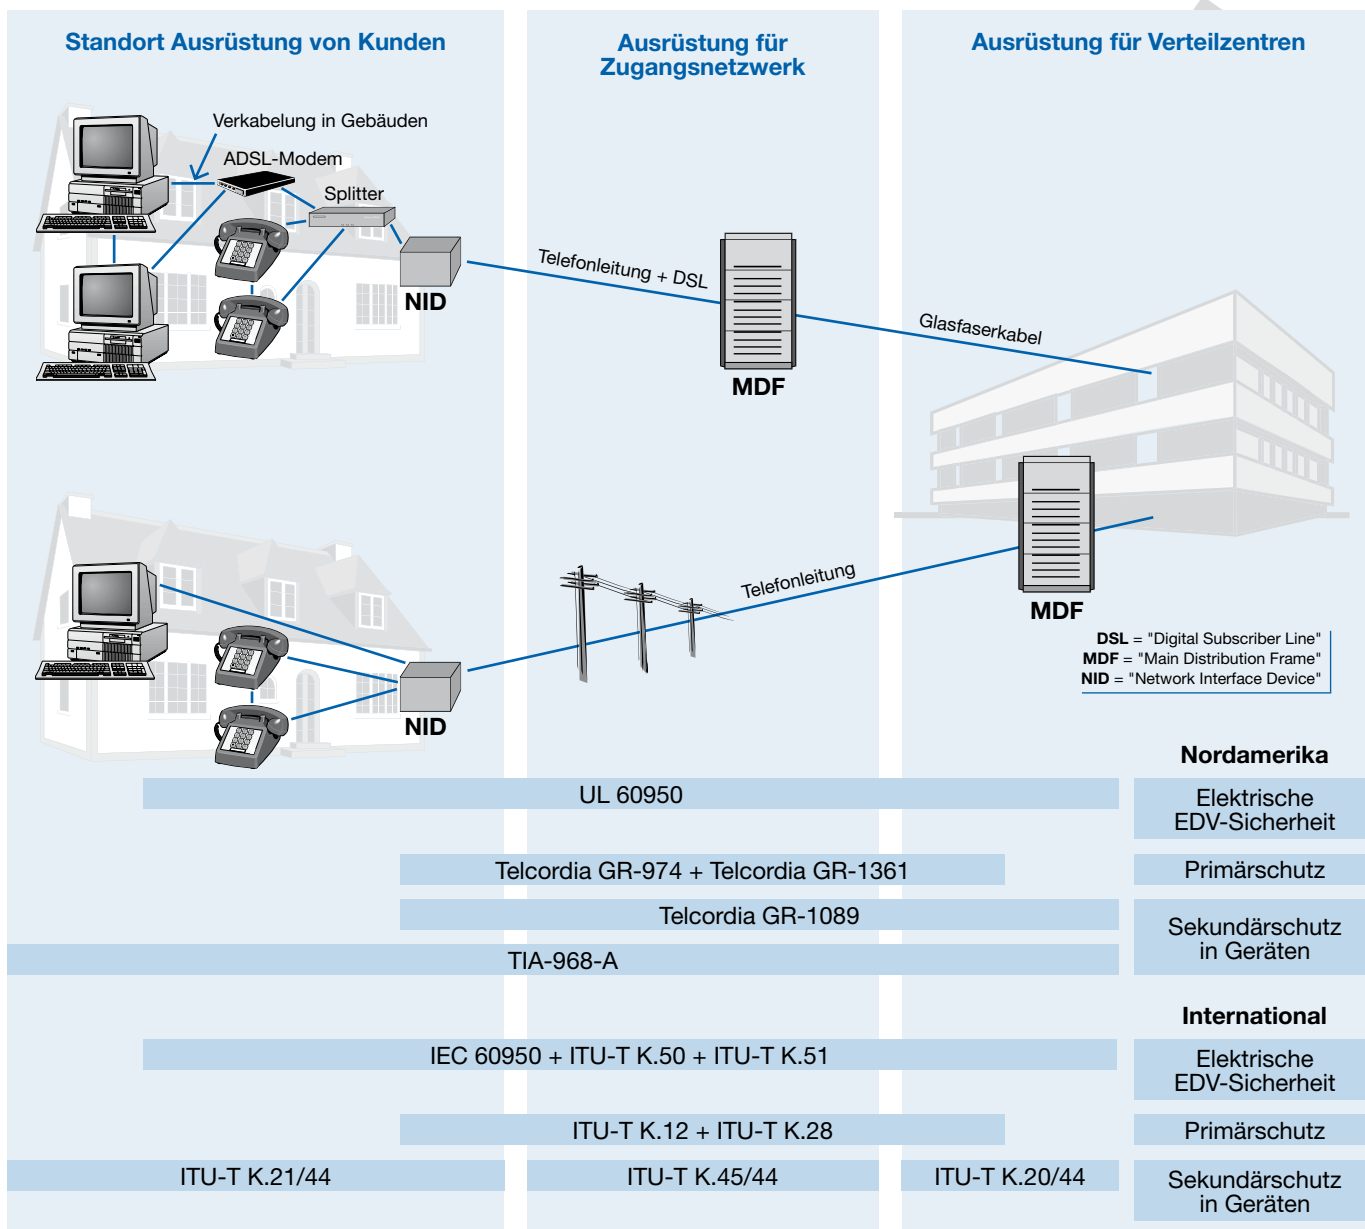 Standort Ausrüstung von Kunden
Ausrüstung für
Zugangsnetzwerk
Ausrüstung für Verteilzentren
Verkabelung in Gebäuden
ADSL-Modem
Splitter
NID
Telefonleitung + DSL
MDF
Glasfaserkabel
NID
Telefonleitung
MDF
DSL = "Digital Subscriber Line"
MDF = "Main Distribution Frame"
NID = "Network Interface Device"
Nordamerika
UL 60950
Elektrische
EDV-Sicherheit
Telcordia GR-974 + Telcordia GR-1361
Primärschutz
Telcordia GR-1089
TIA-968-A
Sekundärschutz
in Geräten
International
IEC 60950 + ITU-T K.50 + ITU-T K.51
Elektrische
EDV-Sicherheit
ITU-T K.12 + ITU-T K.28
Primärschutz
ITU-T K.21/44
ITU-T K.45/44
ITU-T K.20/44
Sekundärschutz
in Geräten